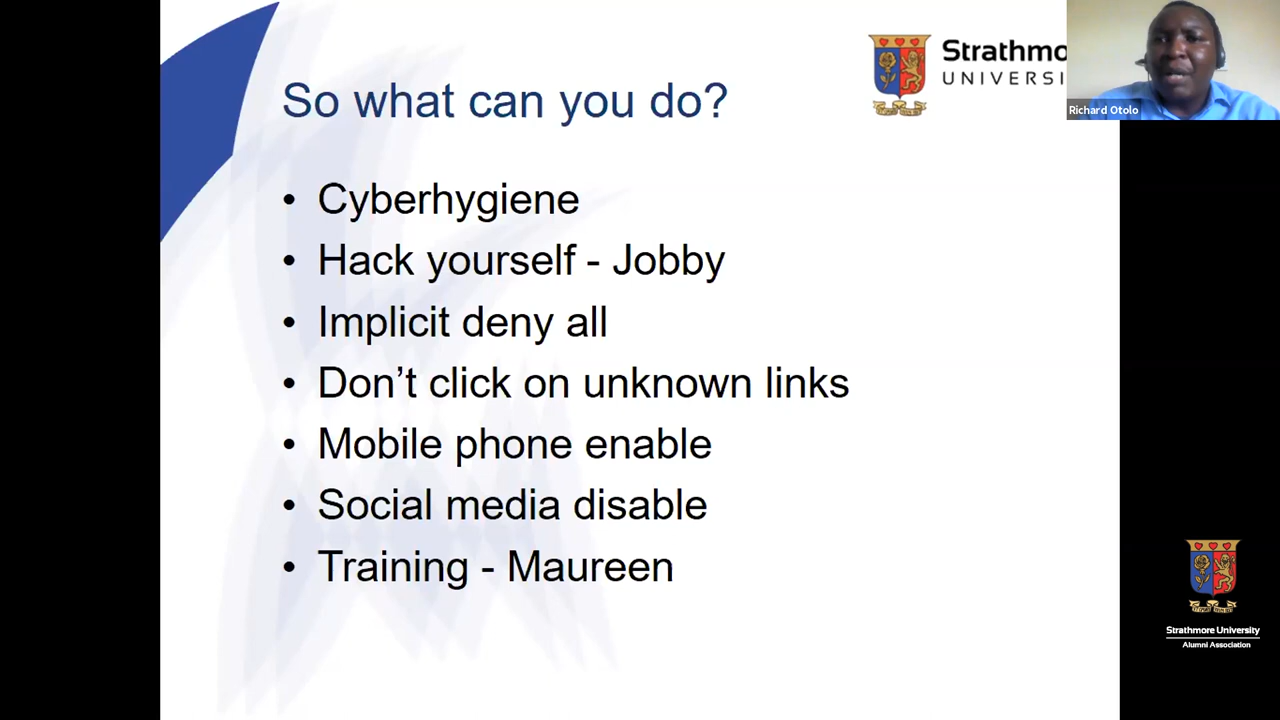 So what can you do?
Strathmo
UNIVERSI
Richard Otolo
• Cyberhygiene
• Hack yourself - Jobby
• Implicit deny all
• Don’t click on unknown links
• Mobile phone enable
• Social media disable
• Training - Maureen
Strathmore University
Alumni Association